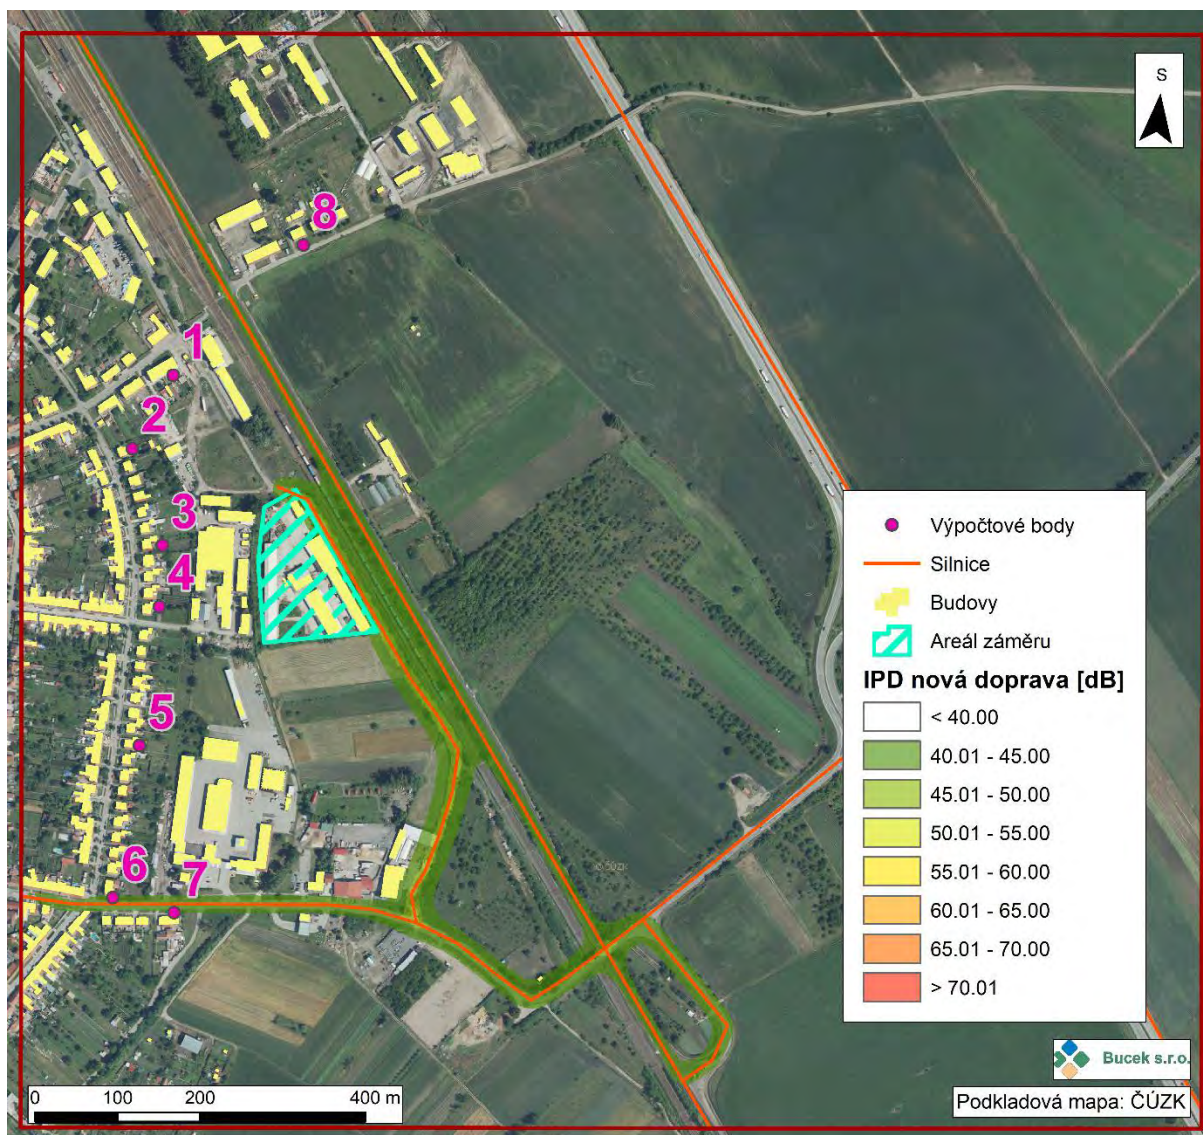 S
8
1
2
3
4
5
6
7
Výpočtové body
Silnice
Budovy
Areál záměru
IPD nová doprava [dB]
< 40.00
40.01 - 45.00
45.01 - 50.00
50.01 - 55.00
55.01 - 60.00
60.01 - 65.00
65.01 - 70.00
> 70.01
©ČÚZK
Bucek s.r.o.
0 100 200 400 m
Podkladová mapa: ČÚZK